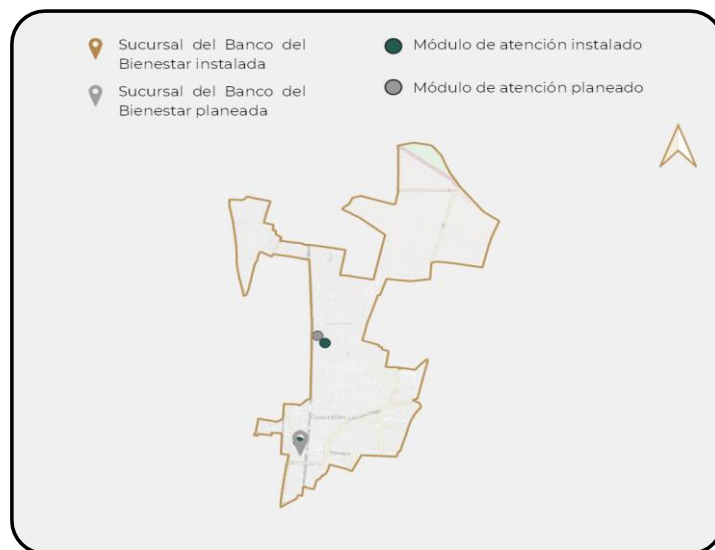 Sucursal del Banco del
Bienestar instalada
Módulo de atención instalado
Sucursal del Banco del
Bienestar planeada
Módulo de atención planeado